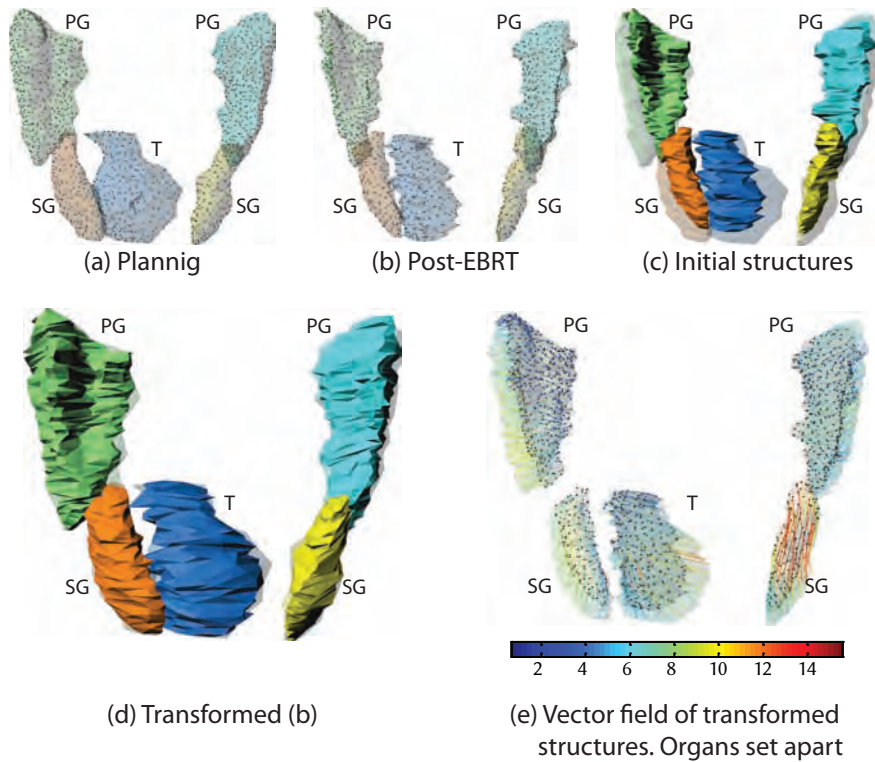 PG PG
T
SG SG
(a) Plannig
PG PG
T
SG SG
(b) Post-EBRT
PG PG
T
SG SG
(c) Initial structures
PG PG
T
SG SG
(d) Transformed (b)
PG PG
T
SG SG
2 4 6 8 10 12 14
(e) Vector field of transformed
structures. Organs set apart